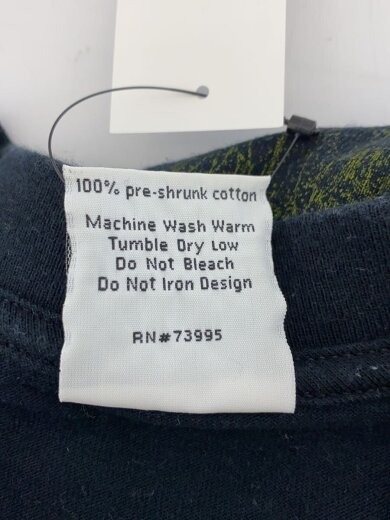 100% pre-shrunk cotton
Machine Wash Warm
Tumble Dry Low
Do Not Bleach
Do Not Iron Design
RN#73995